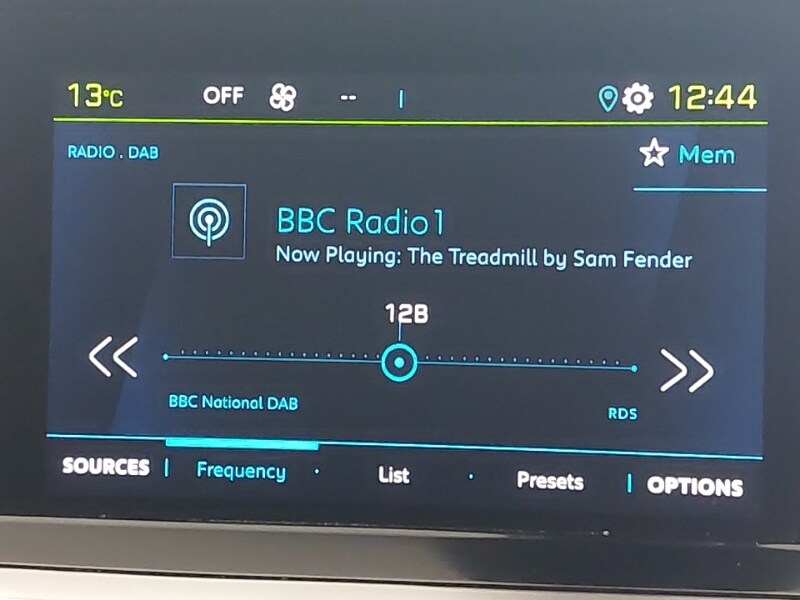 13°C OFF -- 12:44
RADIO . DAB
Mem
BBC Radio 1
Now Playing: The Treadmill by Sam Fender
12B
BBC National DAB
RDS
SOURCES | Frequency · List · Presets | OPTIONS